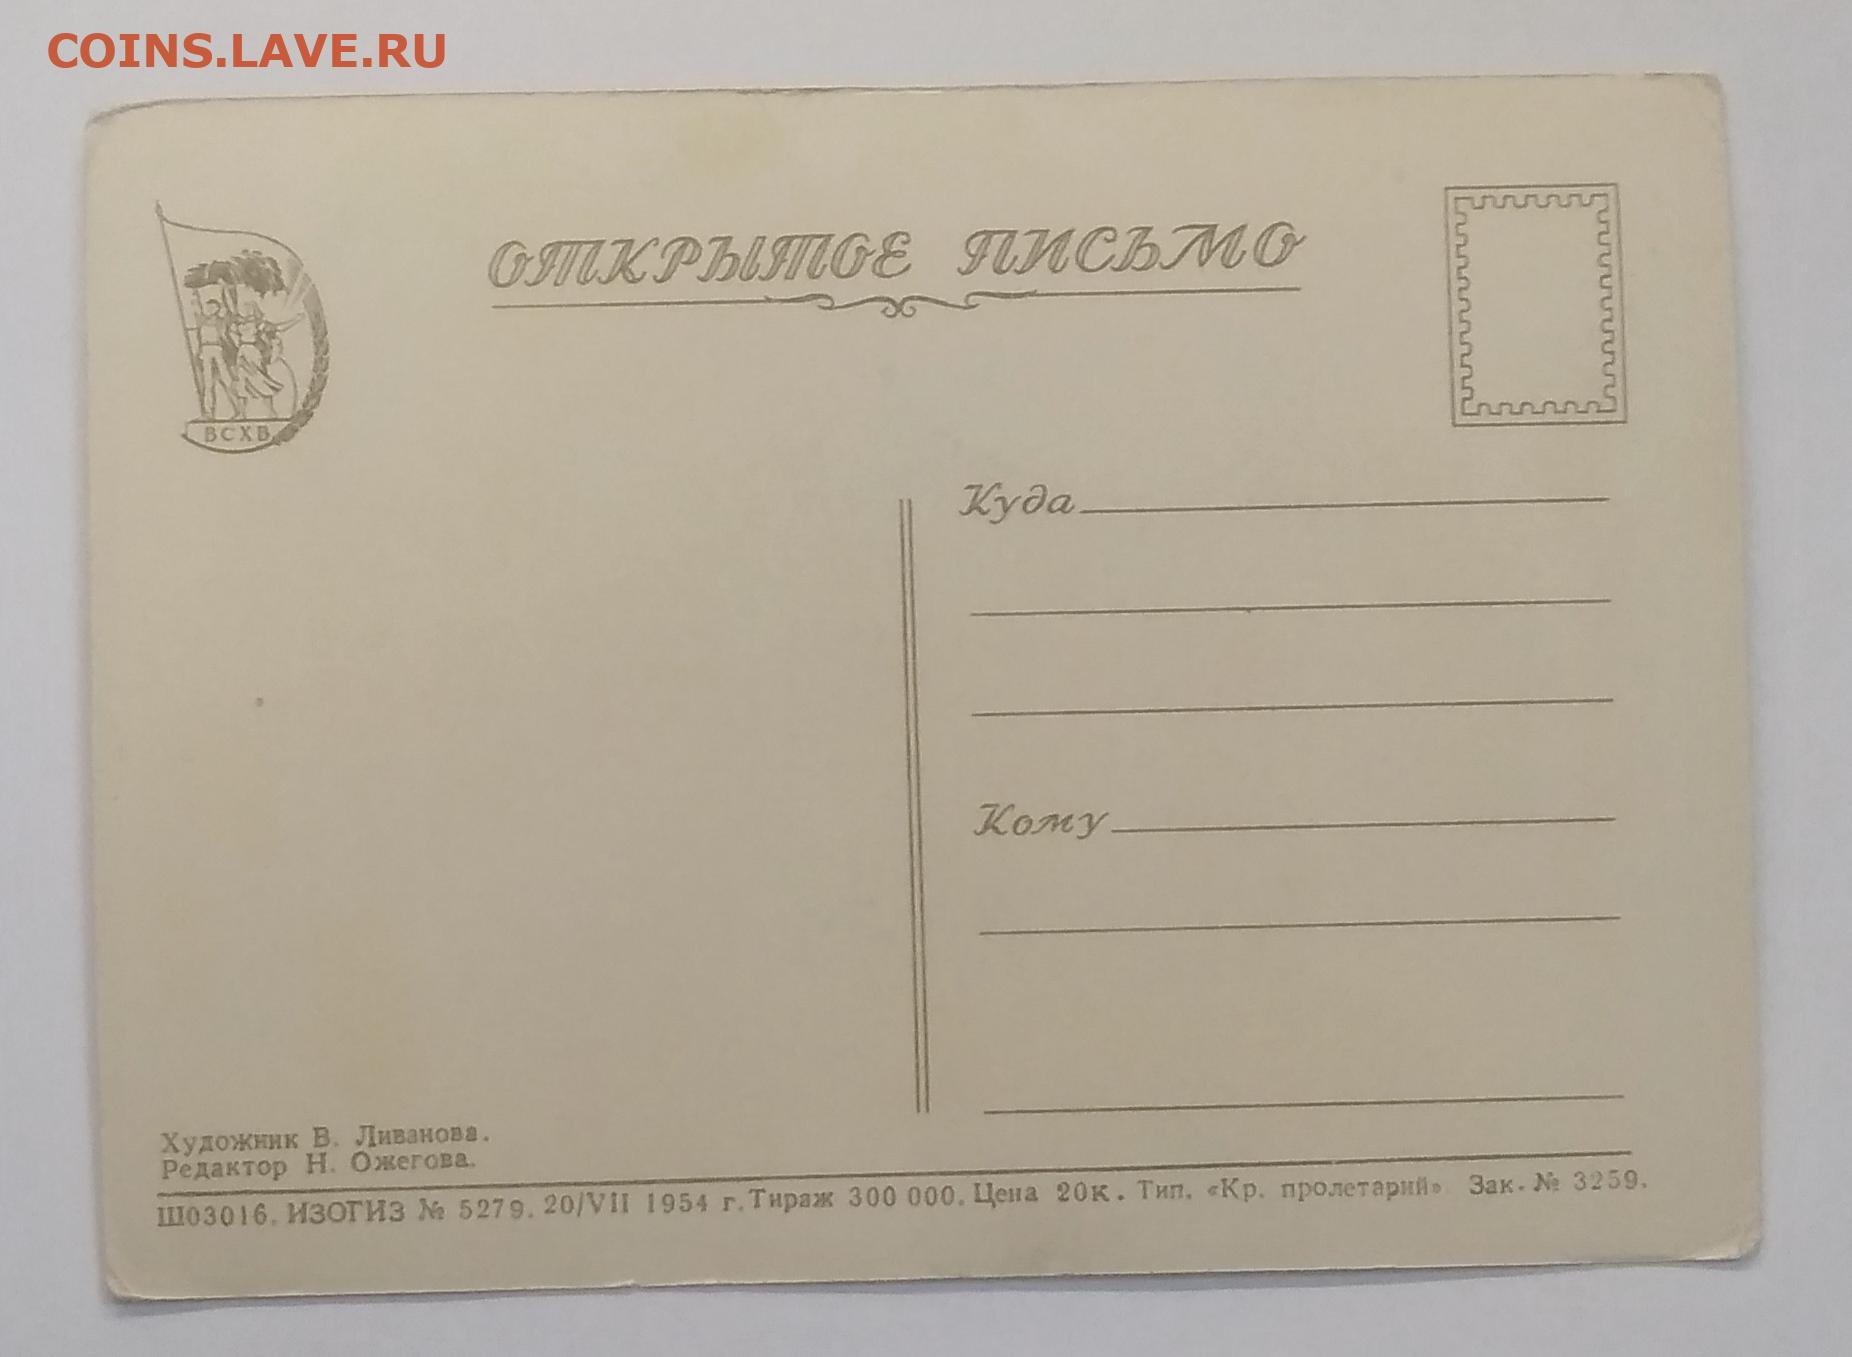 COINS.LAVE.RU
ОТКРЫТОЕ ПИСЬМО
ВСХВ
Куда
Кому
Художник В. Ливанова.
Редактор Н. Ожегова.
Ш03016. ИЗОГИЗ № 5279. 20/VII 1954 г. Тираж 300 000. Цена 20к. Тип. «Кр. пролетарий» Зак. № 3259.